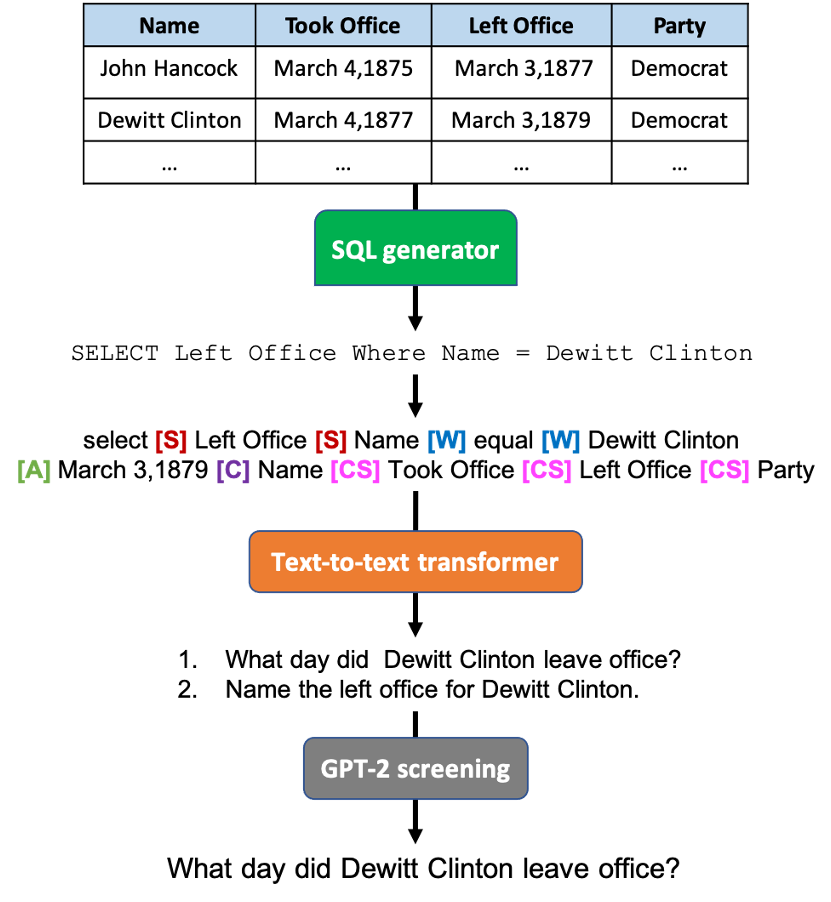 Name Took Office Left Office Party
John Hancock March 4,1875 March 3,1877 Democrat
Dewitt Clinton March 4,1877 March 3,1879 Democrat
... ... ... ...
SQL generator
SELECT Left Office Where Name = Dewitt Clinton
select [S] Left Office [S] Name [W] equal [W] Dewitt Clinton
[A] March 3,1879 [C] Name [CS] Took Office [CS] Left Office [CS] Party
Text-to-text transformer
1. What day did Dewitt Clinton leave office?
2. Name the left office for Dewitt Clinton.
GPT-2 screening
What day did Dewitt Clinton leave office?